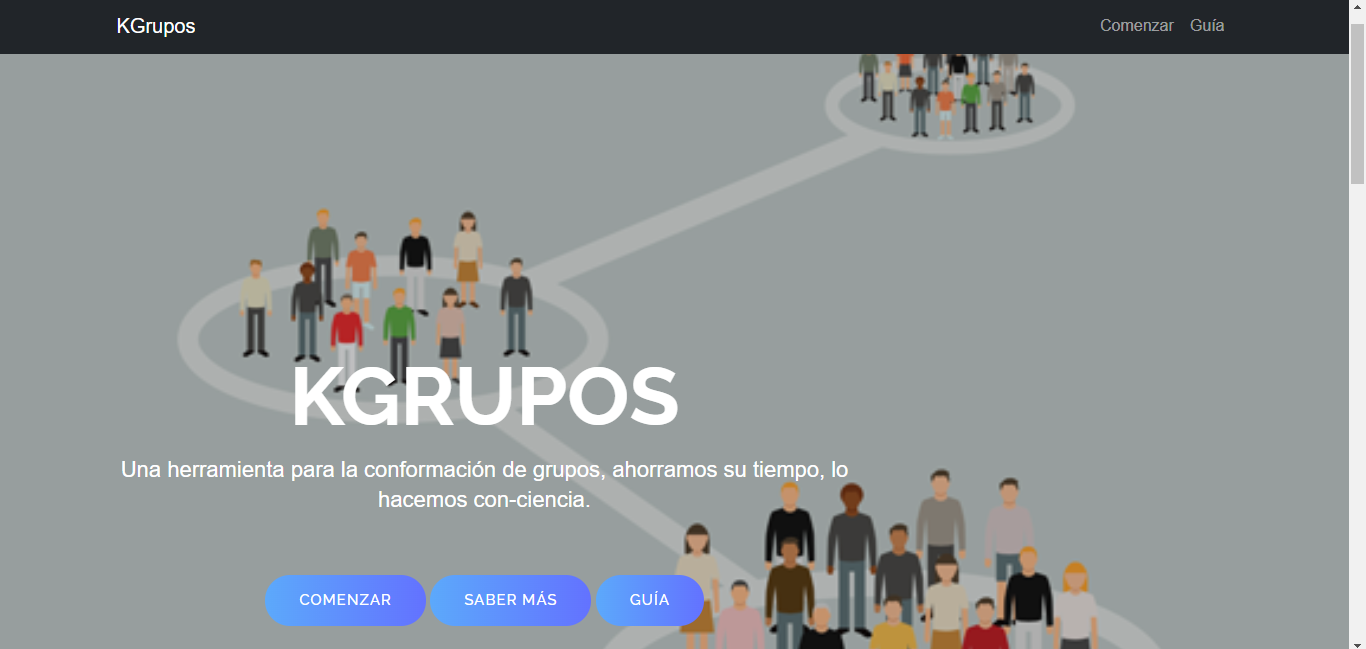 KGrupos
Comenzar Guía
KGRUPOS
Una herramienta para la conformación de grupos, ahorramos su tiempo, lo
hacemos con-ciencia.
COMENZAR SABER MÁS GUÍA